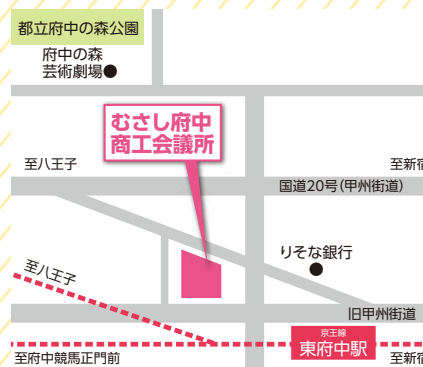 都立府中の森公園
府中の森
芸術劇場●
むさし府中
商工会議所
至八王子
至新宿
国道20号(甲州街道)
りそな銀行
至八王子
旧甲州街道
京王線
東府中駅
至府中競馬正門前
至新宿